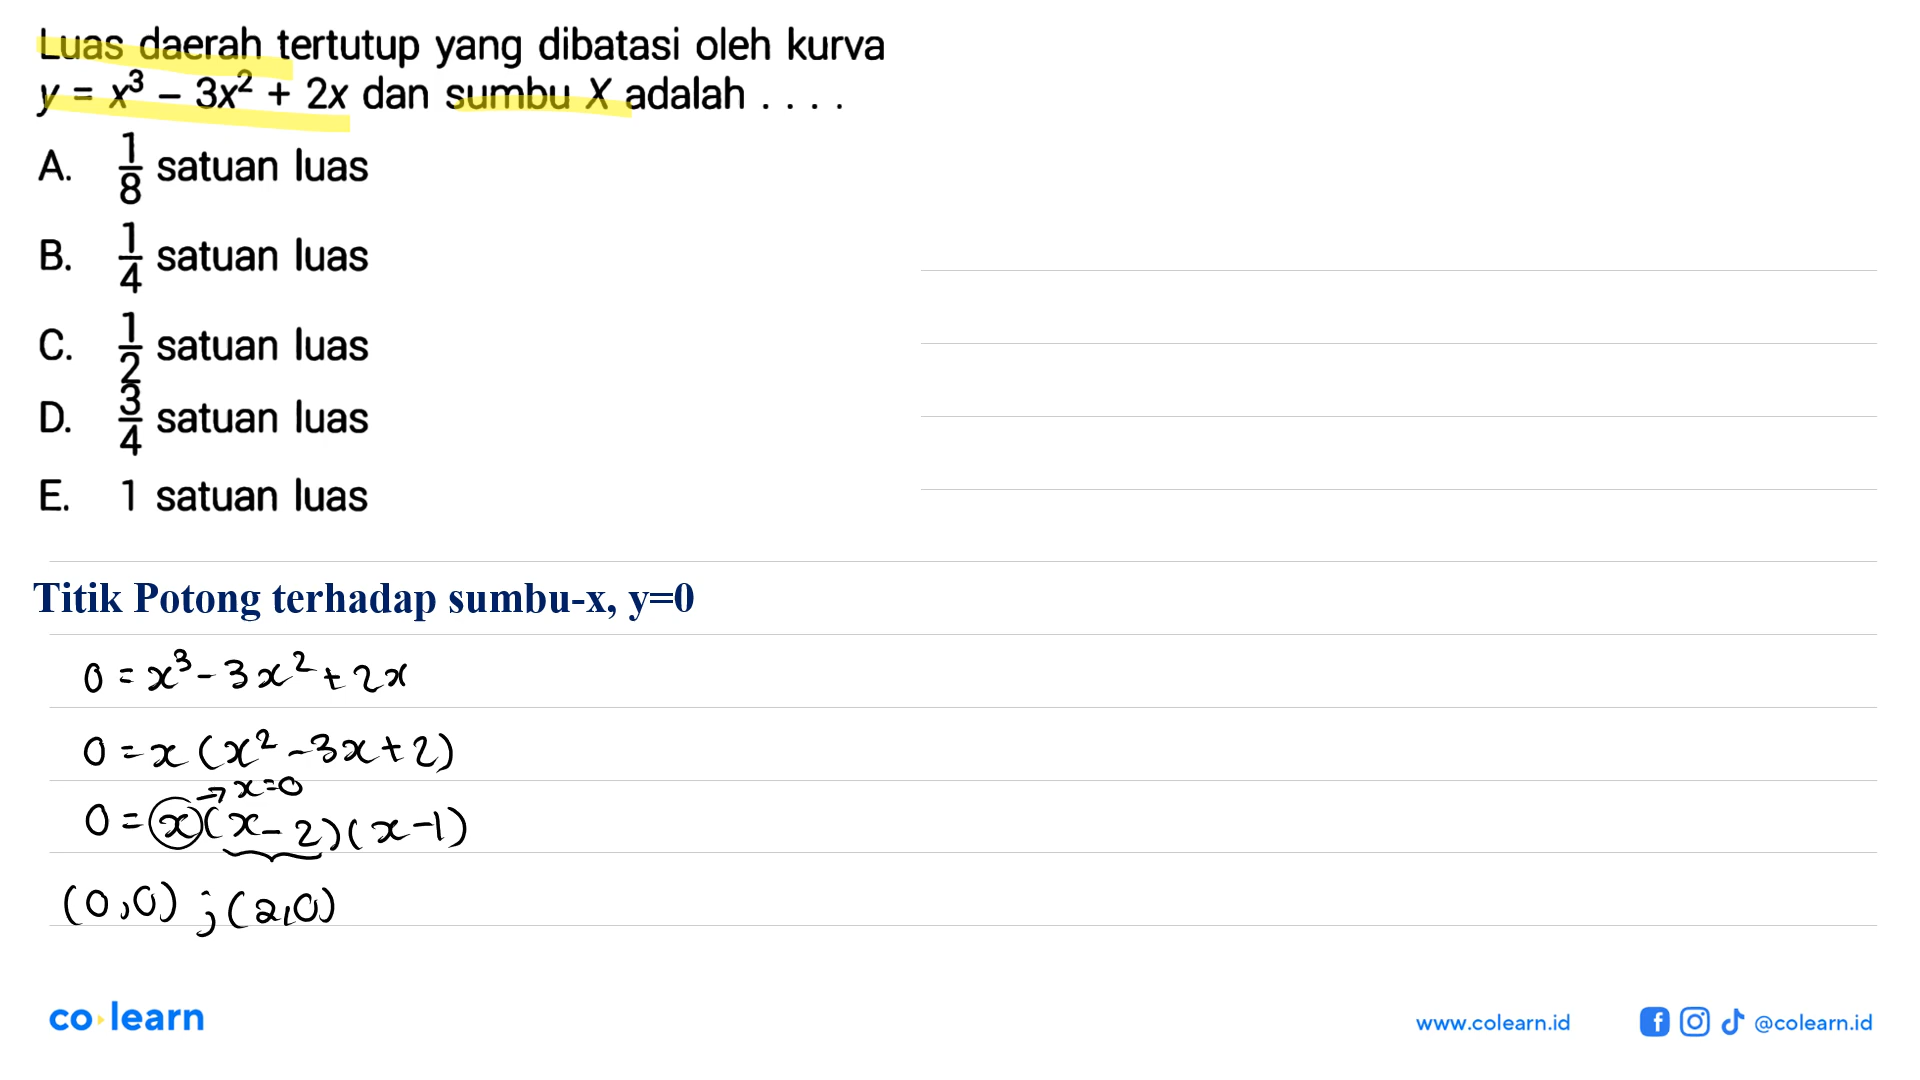 Luas daerah tertutup yang dibatasi oleh kurva
y = x³ – 3x² + 2x dan sumbu X adalah . . . .
A. 1/8 satuan luas
B. 1/4 satuan luas
C. 1/2 satuan luas
D. 3/4 satuan luas
E. 1 satuan luas
Titik Potong terhadap sumbu-x, y=0
0 = x³ - 3x² + 2x
0 = x (x² - 3x + 2)
→ x=0
0 = x (x - 2) (x - 1)
(0,0) ; (2,0)
co learn
www.colearn.id
@colearn.id